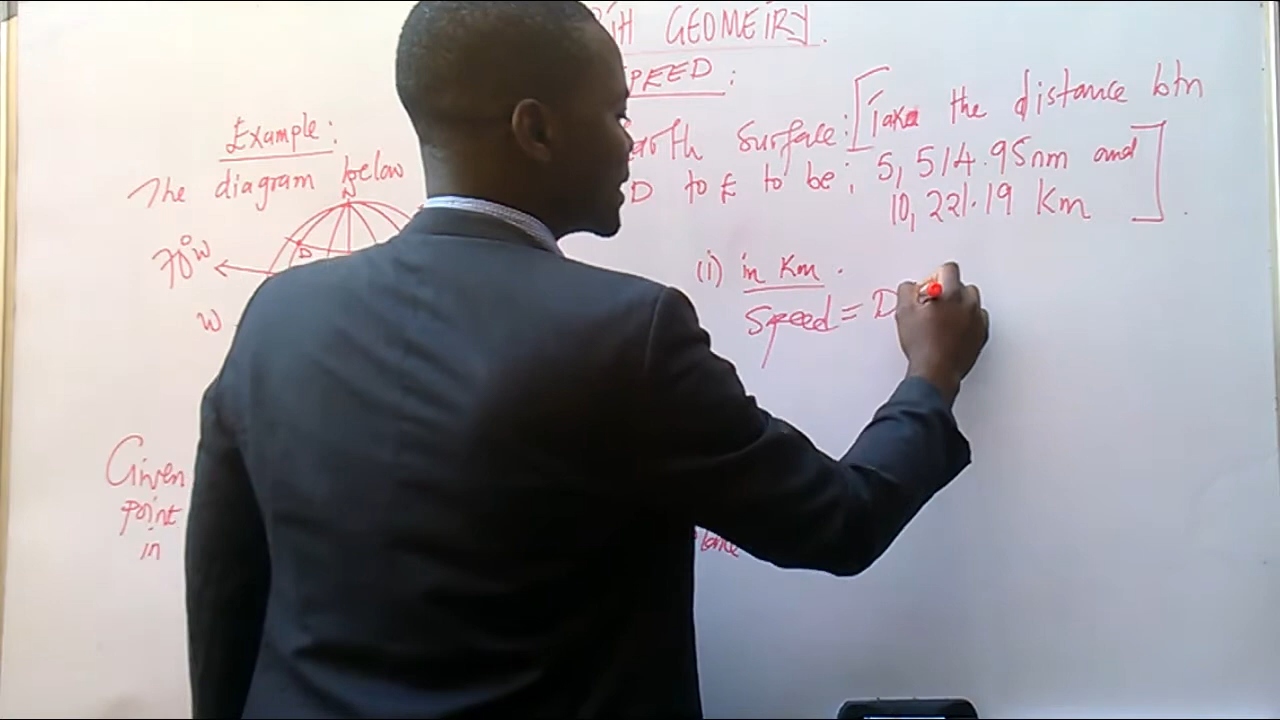 GEOMETRY.
SPEED:
Example:
The diagram below
Surface: [Take the distance btn
D to E to be; 5,514.95nm and
10,221.19 Km].
70°W
D
W
(i) in Km.
Speed = D
Given
point
in